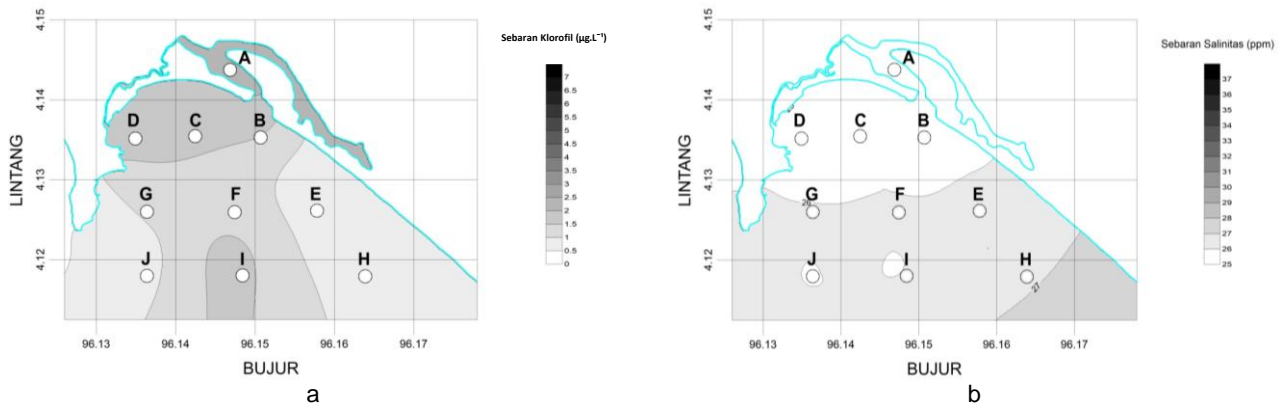 4.15
4.14
4.13
4.12
LINTANG
A
D C B
G F E
J I H
96.13 96.14 96.15 96.16 96.17
BUJUR
Sebaran Klorofil (µg.L⁻¹)
7
6.5
6
5.5
5
4.5
4
3.5
3
2.5
2
1.5
1
0.5
0
a
4.15
4.14
4.13
4.12
LINTANG
A
D C B
G F E
26
J I H
27
96.13 96.14 96.15 96.16 96.17
BUJUR
Sebaran Salinitas (ppm)
37
36
35
34
33
32
31
30
29
28
27
26
25
b